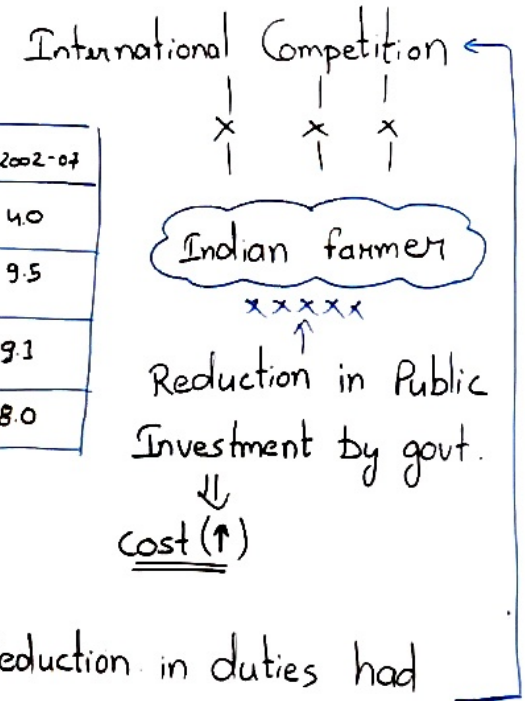 International Competition
2002-07
4.0
9.5
9.1
8.0
Indian farmer
Reduction in Public
Investment by govt.
cost (↑)
eduction in duties had